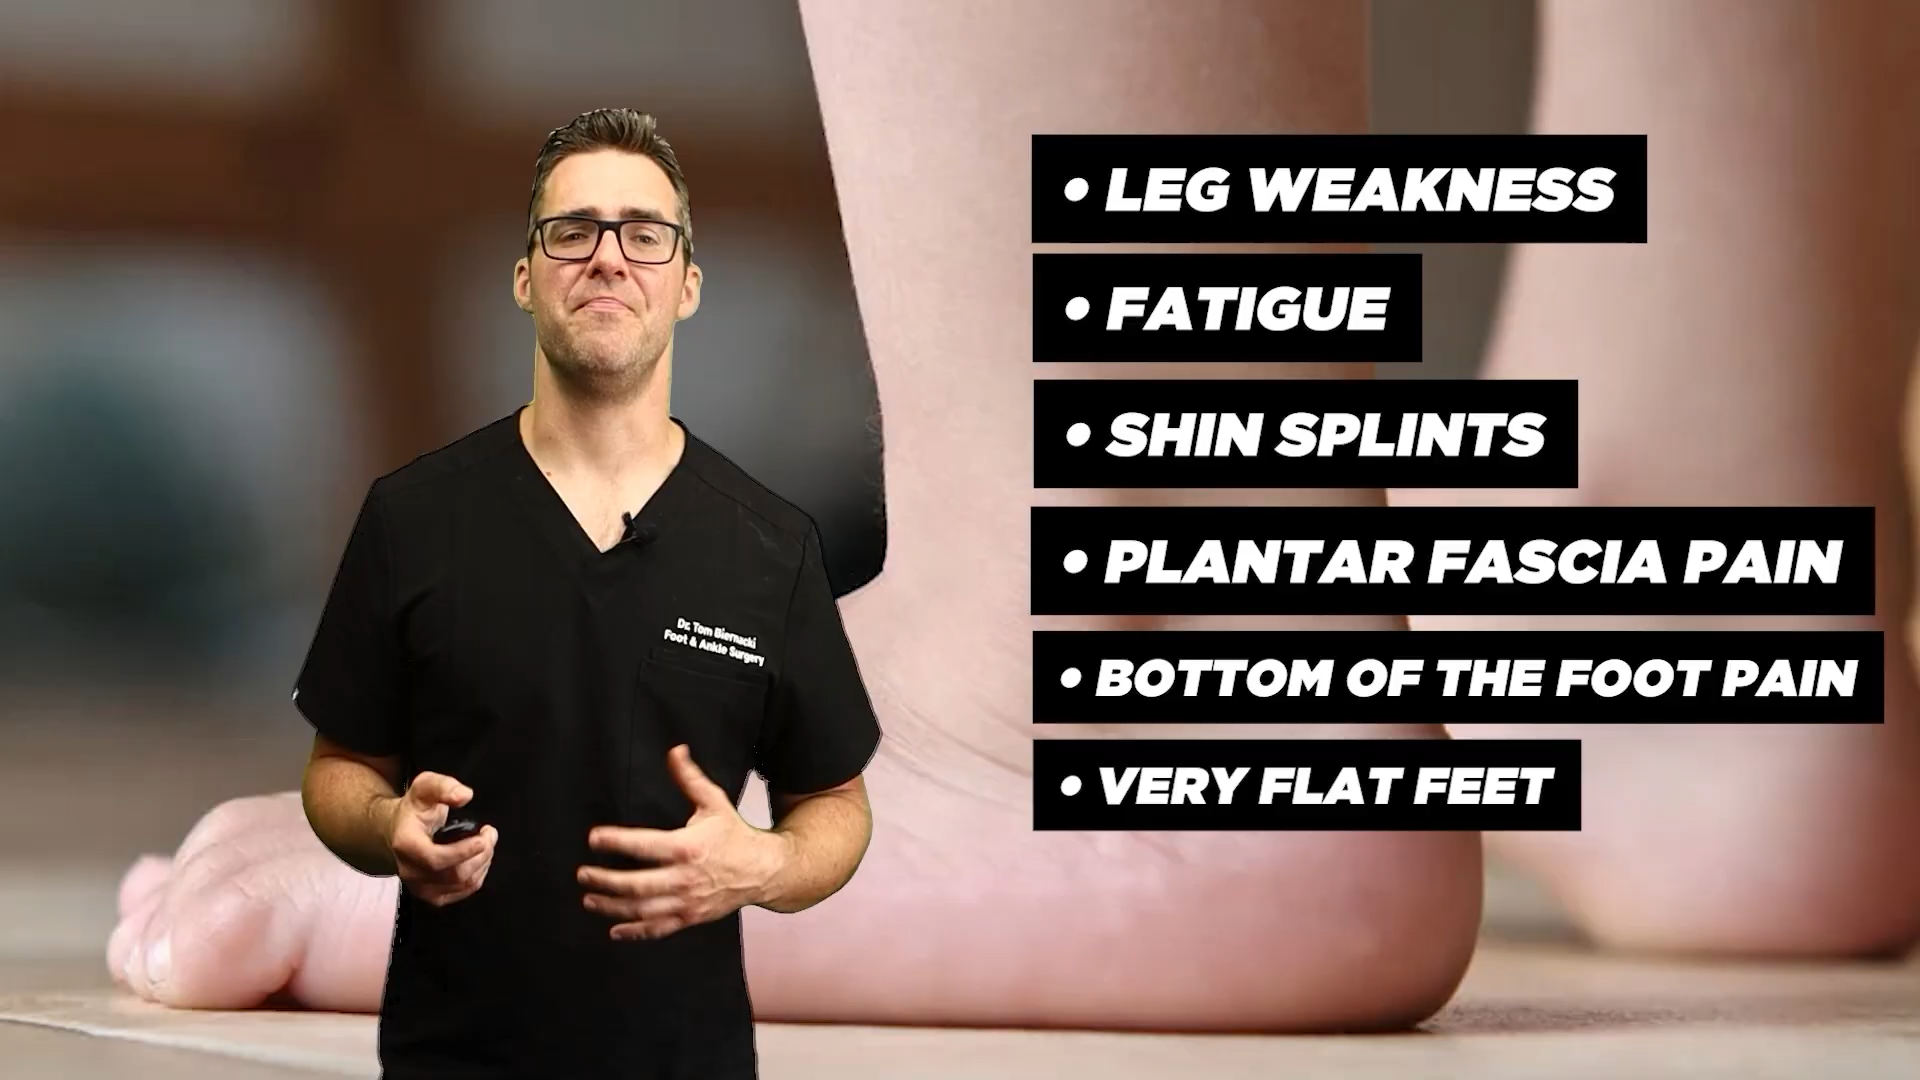 • LEG WEAKNESS
• FATIGUE
• SHIN SPLINTS
• PLANTAR FASCIA PAIN
• BOTTOM OF THE FOOT PAIN
• VERY FLAT FEET
Dr. Tom Biernacki
Foot & Ankle Surgery